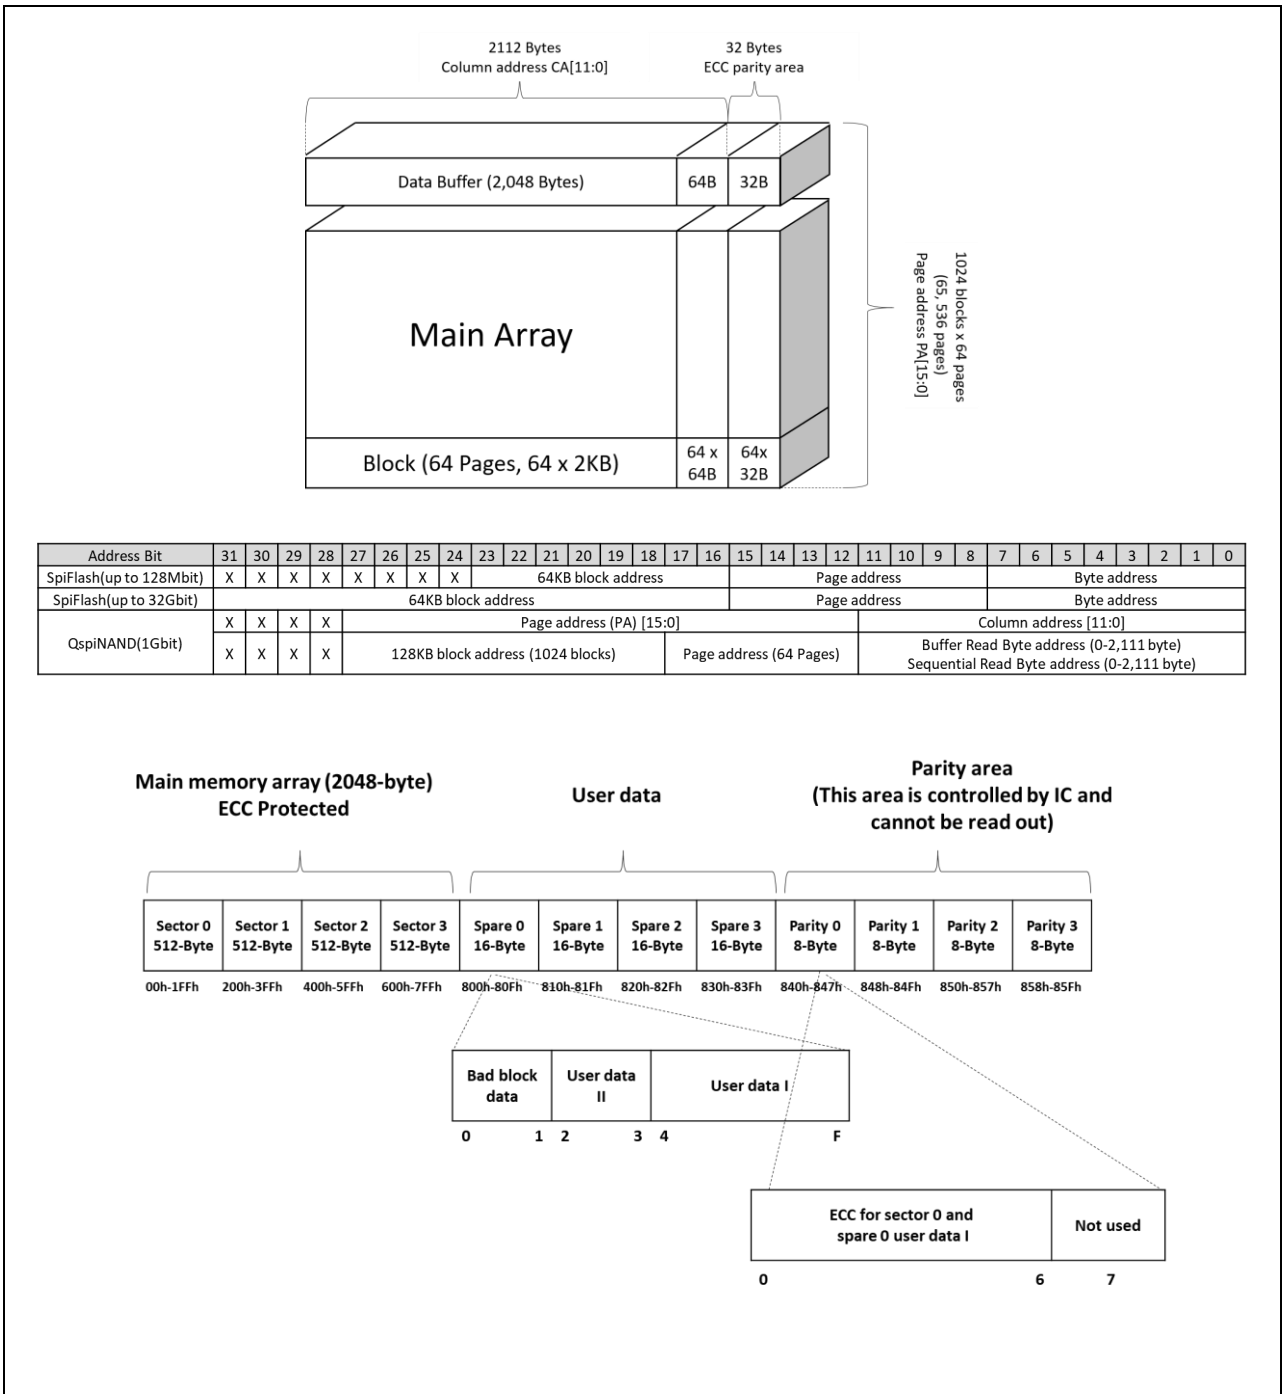 2112 Bytes
Column address CA[11:0]
32 Bytes
ECC parity area
Data Buffer (2,048 Bytes)
64B
32B
1024 blocks x 64 pages
(65, 536 pages)
Page address PA[15:0]
Main Array
Block (64 Pages, 64 x 2KB)
64 x
64B
64x
32B
Address Bit 31 30 29 28 27 26 25 24 23 22 21 20 19 18 17 16 15 14 13 12 11 10 9 8 7 6 5 4 3 2 1 0
SpiFlash(up to 128Mbit) X X X X X X X X 64KB block address Page address Byte address
SpiFlash(up to 32Gbit) 64KB block address Page address Byte address
QspiNAND(1Gbit)
X X X X Page address (PA) [15:0] Column address [11:0]
X X X X 128KB block address (1024 blocks) Page address (64 Pages)
Buffer Read Byte address (0-2,111 byte)
Sequential Read Byte address (0-2,111 byte)
Main memory array (2048-byte)
ECC Protected
User data
Parity area
(This area is controlled by IC and
cannot be read out)
Sector 0 Sector 1 Sector 2 Sector 3 Spare 0 Spare 1 Spare 2 Spare 3 Parity 0 Parity 1 Parity 2 Parity 3
512-Byte 512-Byte 512-Byte 512-Byte 16-Byte 16-Byte 16-Byte 16-Byte 8-Byte 8-Byte 8-Byte 8-Byte
00h-1FFh 200h-3FFh 400h-5FFh 600h-7FFh 800h-80Fh 810h-81Fh 820h-82Fh 830h-83Fh 840h-847h 848h-84Fh 850h-857h 858h-85Fh
Bad block
data
User data
II
User data I
0 1 2 3 4 F
ECC for sector 0 and
spare 0 user data I
Not used
0 6 7